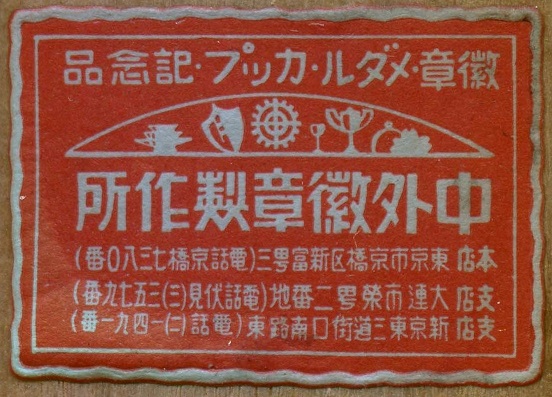 徽章・メダル・カップ・記念品
中外徽章製作所
本店 東京市京橋区新富甼三(電話京橋七三八〇番)
支店 大連市榮甼二番地(電話伏見(三)三五七九番)
支店 新京東三道街口南路東(電話(二)一四九一番)